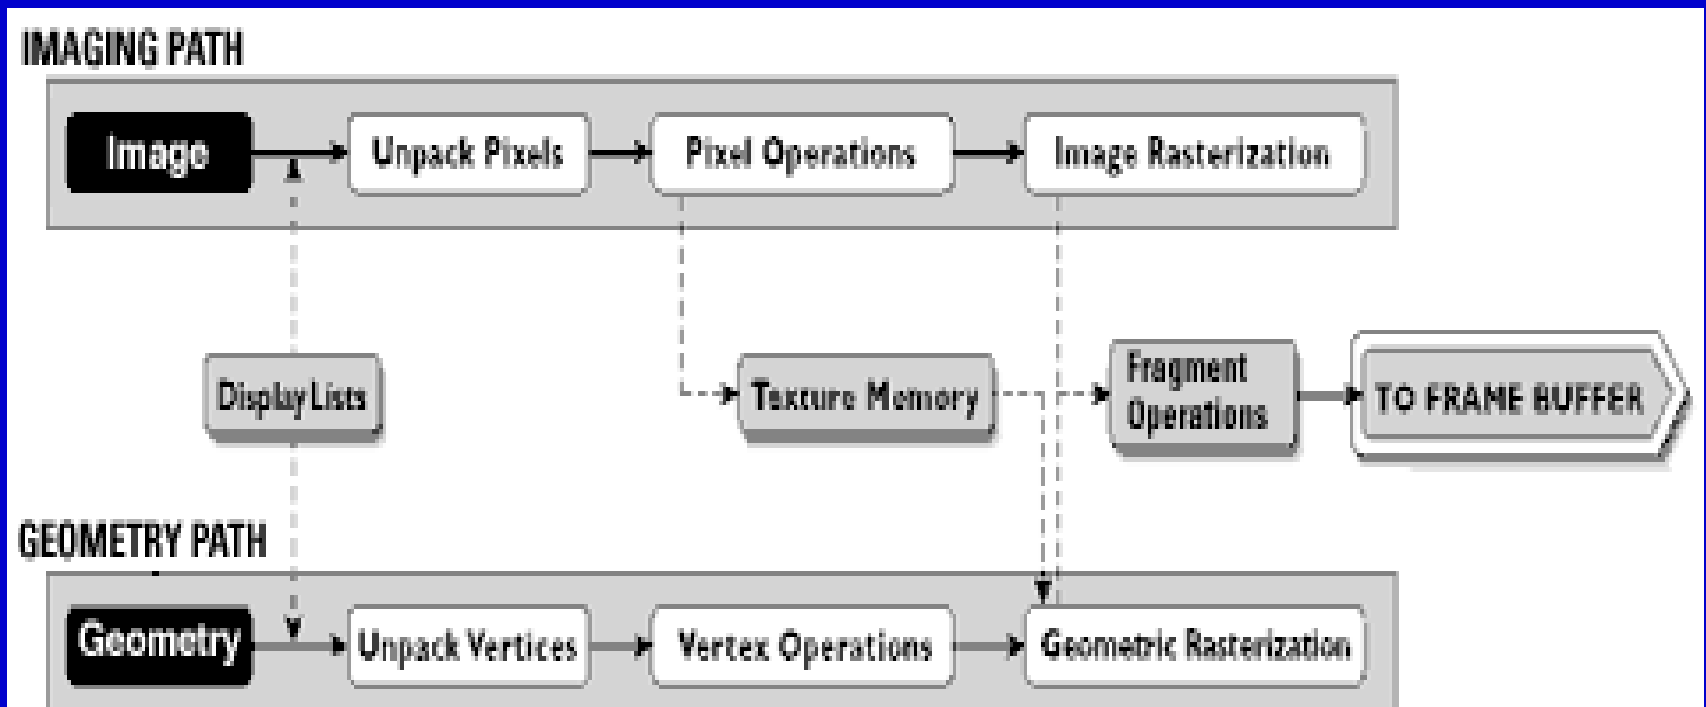 IMAGING PATH
Image
Unpack Pixels
Pixel Operations
Image Rasterization
Display Lists
Texture Memory
Fragment
Operations
TO FRAME BUFFER
GEOMETRY PATH
Geometry
Unpack Vertices
Vertex Operations
Geometric Rasterization